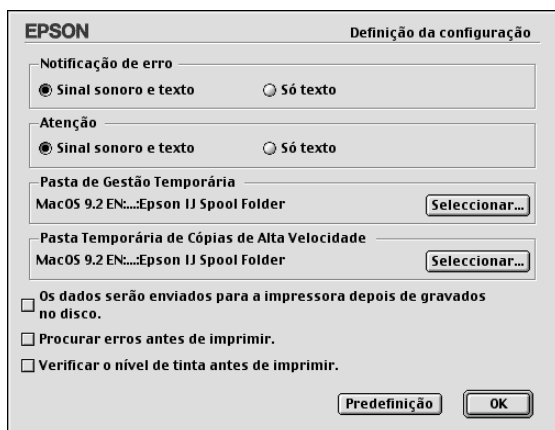 EPSON
Definição da configuração
Notificação de erro
Sinal sonoro e texto
Só texto
Atenção
Sinal sonoro e texto
Só texto
Pasta de Gestão Temporária
MacOS 9.2 EN:...:Epson IJ Spool Folder
Seleccionar...
Pasta Temporária de Cópias de Alta Velocidade
MacOS 9.2 EN:...:Epson IJ Spool Folder
Seleccionar...
Os dados serão enviados para a impressora depois de gravados
no disco.
Procurar erros antes de imprimir.
Verificar o nível de tinta antes de imprimir.
Predefinição
OK